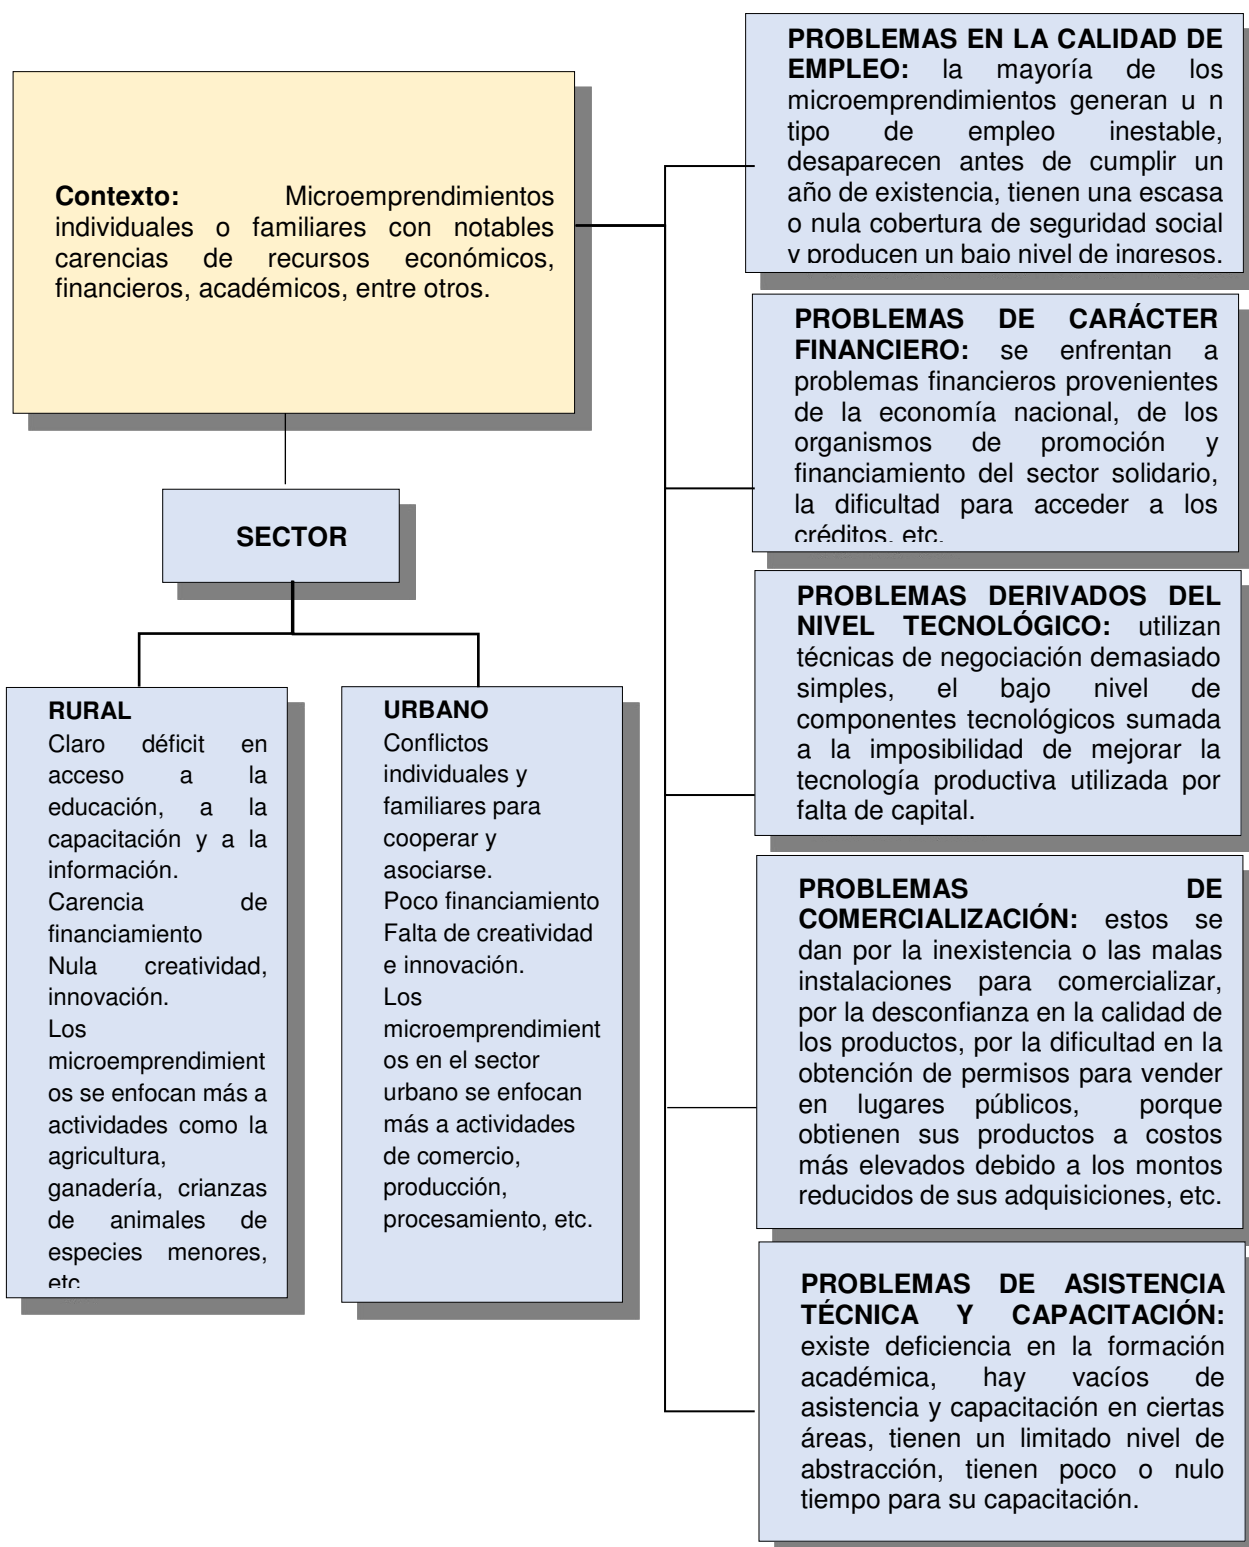 Contexto: Microemprendimientos
individuales o familiares con notables
carencias de recursos económicos,
financieros, académicos, entre otros.
SECTOR
RURAL
Claro déficit en
acceso a la
educación, a la
capacitación y a la
información.
Carencia de
financiamiento
Nula creatividad,
innovación.
Los
microemprendimient
os se enfocan más a
actividades como la
agricultura,
ganadería, crianzas
de animales de
especies menores,
etc
URBANO
Conflictos
individuales y
familiares para
cooperar y
asociarse.
Poco financiamiento
Falta de creatividad
e innovación.
Los
microemprendimient
os en el sector
urbano se enfocan
más a actividades
de comercio,
producción,
procesamiento, etc.
PROBLEMAS EN LA CALIDAD DE
EMPLEO: la mayoría de los
microemprendimientos generan u n
tipo de empleo inestable,
desaparecen antes de cumplir un
año de existencia, tienen una escasa
o nula cobertura de seguridad social
y producen un bajo nivel de ingresos.
PROBLEMAS DE CARÁCTER
FINANCIERO: se enfrentan a
problemas financieros provenientes
de la economía nacional, de los
organismos de promoción y
financiamiento del sector solidario,
la dificultad para acceder a los
créditos, etc.
PROBLEMAS DERIVADOS DEL
NIVEL TECNOLÓGICO: utilizan
técnicas de negociación demasiado
simples, el bajo nivel de
componentes tecnológicos sumada
a la imposibilidad de mejorar la
tecnología productiva utilizada por
falta de capital.
PROBLEMAS DE
COMERCIALIZACIÓN: estos se
dan por la inexistencia o las malas
instalaciones para comercializar,
por la desconfianza en la calidad de
los productos, por la dificultad en la
obtención de permisos para vender
en lugares públicos, porque
obtienen sus productos a costos
más elevados debido a los montos
reducidos de sus adquisiciones, etc.
PROBLEMAS DE ASISTENCIA
TÉCNICA Y CAPACITACIÓN:
existe deficiencia en la formación
académica, hay vacíos de
asistencia y capacitación en ciertas
áreas, tienen un limitado nivel de
abstracción, tienen poco o nulo
tiempo para su capacitación.